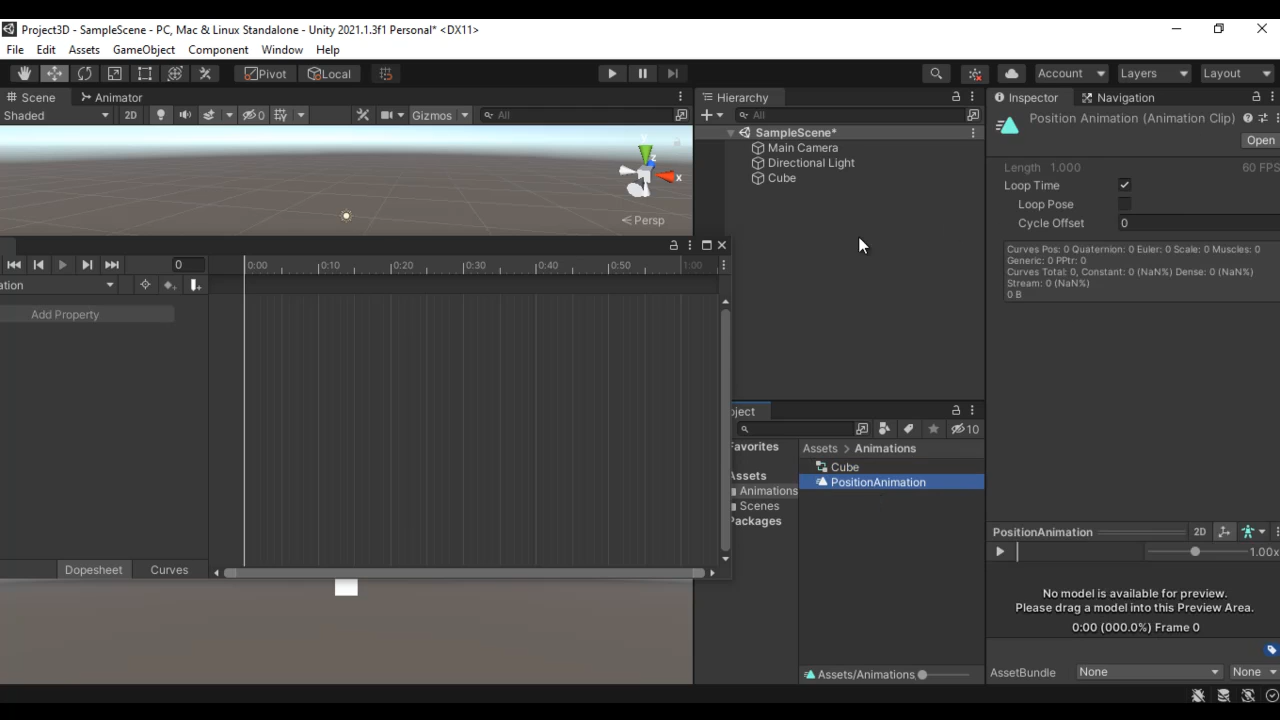 Project3D - SampleScene - PC, Mac & Linux Standalone - Unity 2021.1.3f1 Personal* <DX11>
File Edit Assets GameObject Component Window Help
Pivot Local Account Layers Layout
Scene Animator Hierarchy Inspector Navigation
Shaded 2D 0 Gizmos All All
SampleScene*
Main Camera
Directional Light
Cube
y
z
x
Persp
Position Animation (Animation Clip)
Open
Length 1.000 60 FPS
Loop Time
Loop Pose
Cycle Offset 0
Curves Pos: 0 Quaternion: 0 Euler: 0 Scale: 0 Muscles: 0
Generic: 0 PPtr: 0
Curves Total: 0, Constant: 0 (NaN%) Dense: 0 (NaN%)
Stream: 0 (NaN%)
0 B
0 0:00 0:10 0:20 0:30 0:40 0:50 1:00
ation
Add Property
Dopesheet Curves
oject
10
Favorites
Assets
Animations
Scenes
Packages
Assets > Animations
Cube
PositionAnimation
Assets/Animations
PositionAnimation 2D
1.00x
No model is available for preview.
Please drag a model into this Preview Area.
0:00 (000.0%) Frame 0
AssetBundle None None